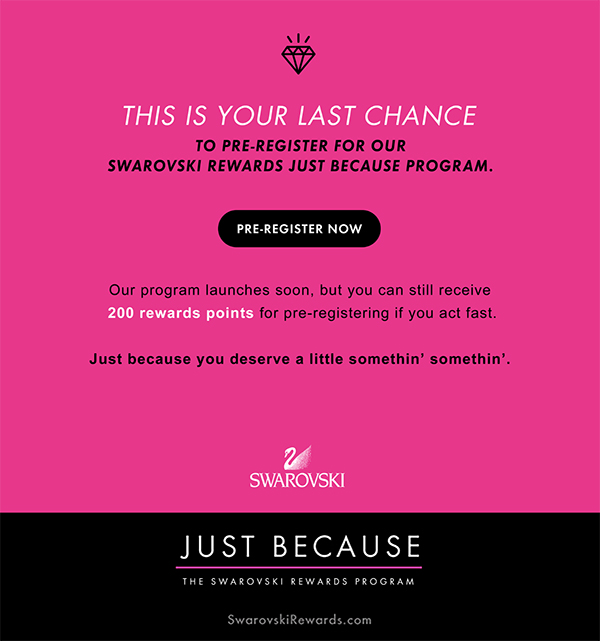 THIS IS YOUR LAST CHANCE
TO PRE-REGISTER FOR OUR
SWAROVSKI REWARDS JUST BECAUSE PROGRAM.
PRE-REGISTER NOW
Our program launches soon, but you can still receive
200 rewards points for pre-registering if you act fast.
Just because you deserve a little somethin’ somethin’.
SWAROVSKI
JUST BECAUSE
THE SWAROVSKI REWARDS PROGRAM
SwarovskiRewards.com